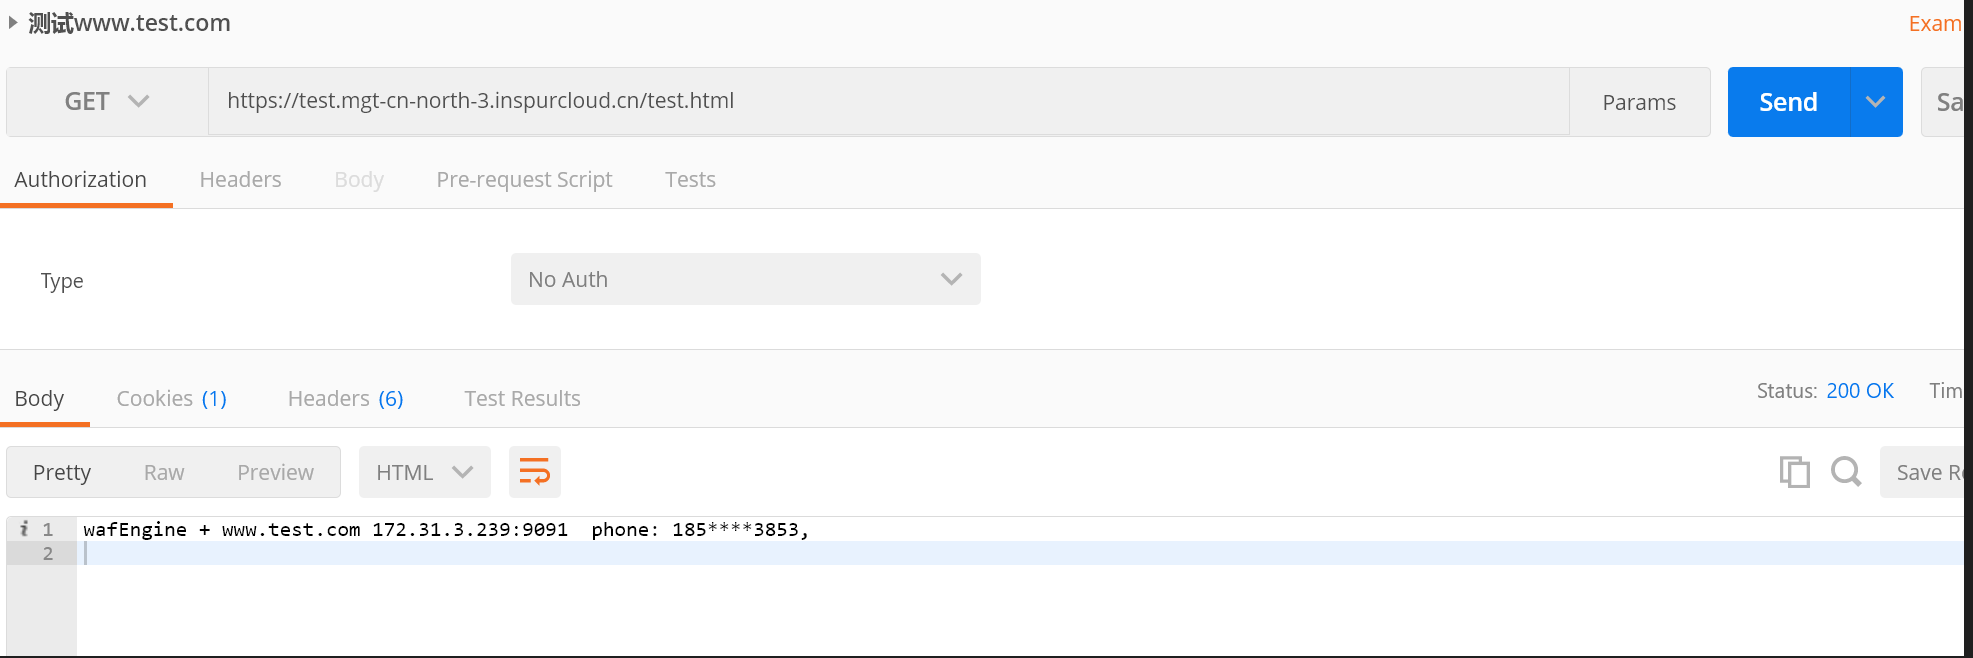 测试www.test.com
Exam
GET
https://test.mgt-cn-north-3.inspurcloud.cn/test.html
Params
Send
Sa
Authorization Headers Body Pre-request Script Tests
Type
No Auth
Body Cookies (1) Headers (6) Test Results
Status: 200 OK Tim
Pretty Raw Preview HTML
Save Re
i 1 wafEngine + www.test.com 172.31.3.239:9091 phone: 185****3853,
2